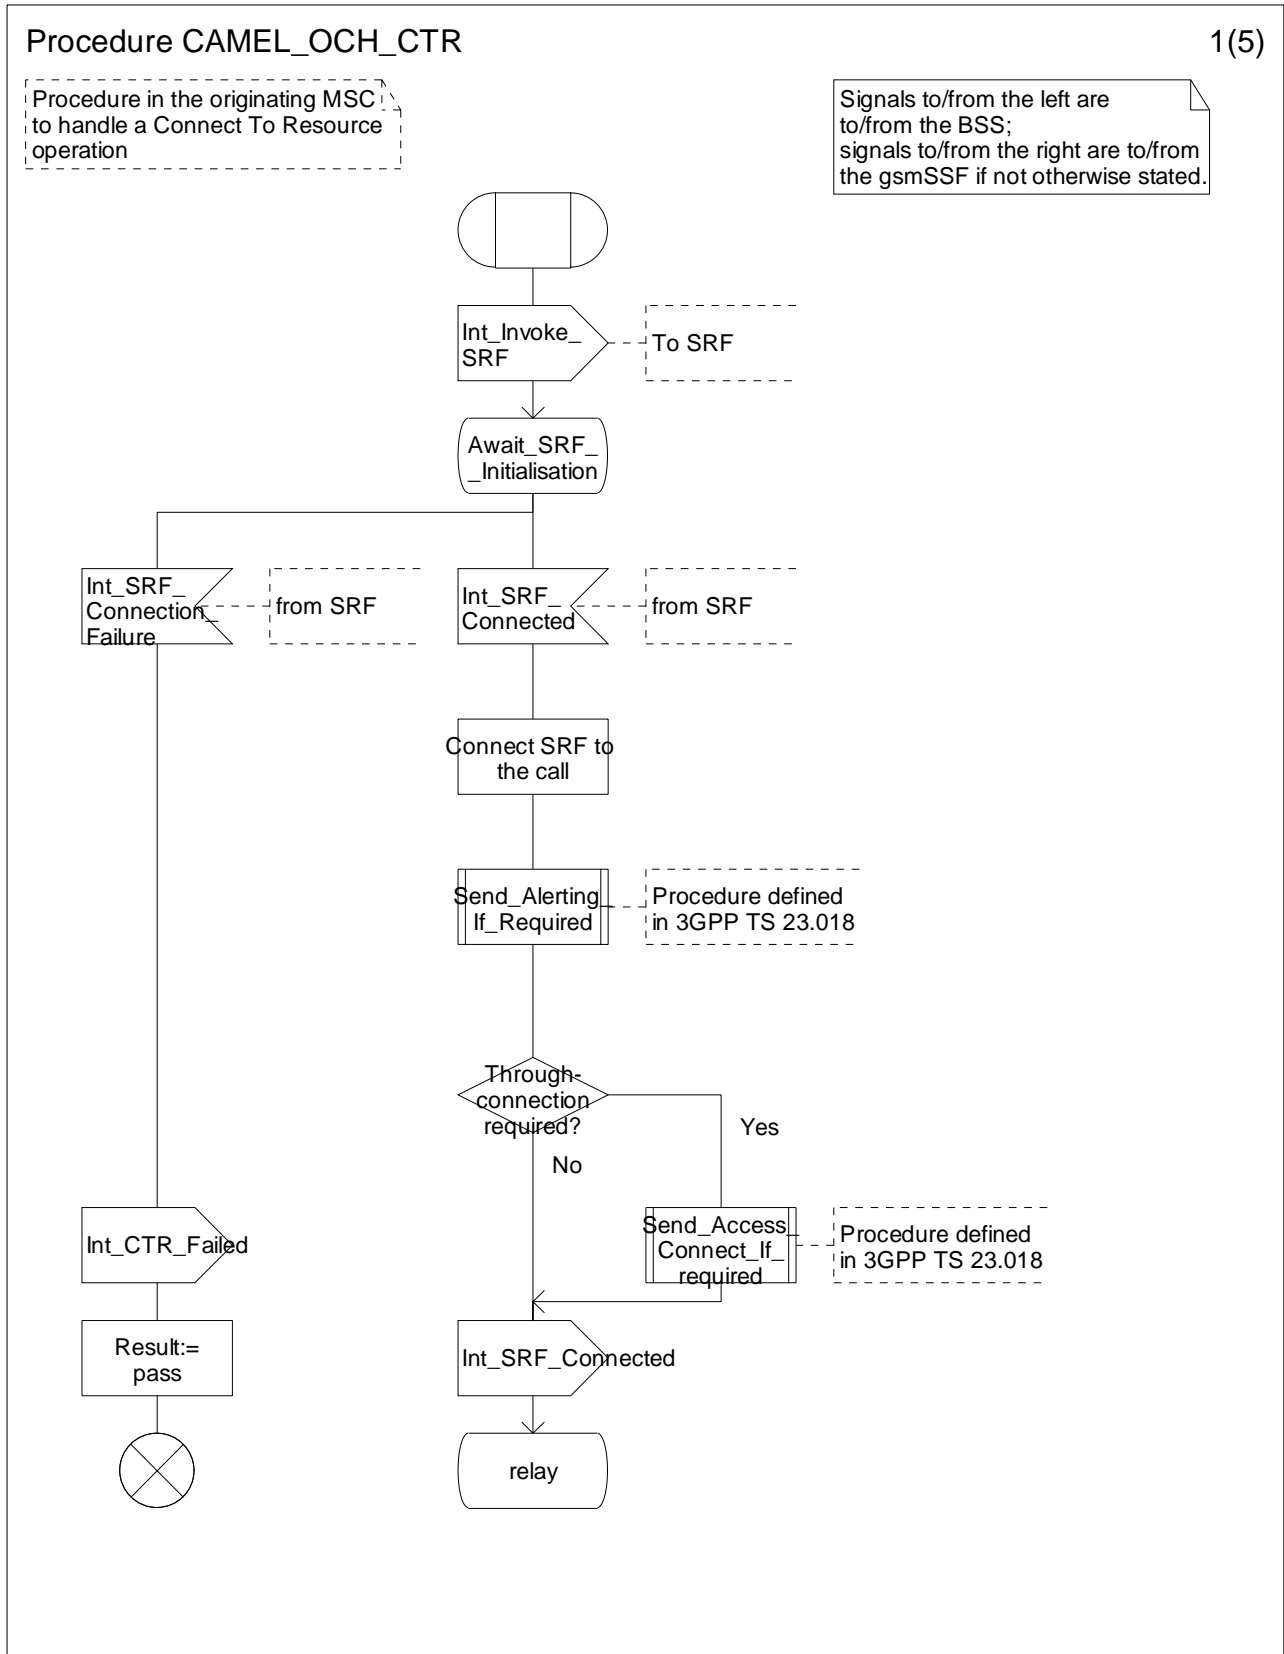 Procedure CAMEL_OCH_CTR
1(5)
Procedure in the originating MSC
to handle a Connect To Resource
operation
Signals to/from the left are
to/from the BSS;
signals to/from the right are to/from
the gsmSSF if not otherwise stated.
Int_Invoke_
SRF
To SRF
Await_SRF_
_Initialisation
Int_SRF_
Connection_
Failure
from SRF
Int_SRF_
Connected
from SRF
Connect SRF to
the call
Send_Alerting_
If_Required
Procedure defined
in 3GPP TS 23.018
Through-
connection
required?
Yes
No
Int_CTR_Failed
Send_Access_
Connect_If_
required
Procedure defined
in 3GPP TS 23.018
Result:=
pass
Int_SRF_Connected
relay